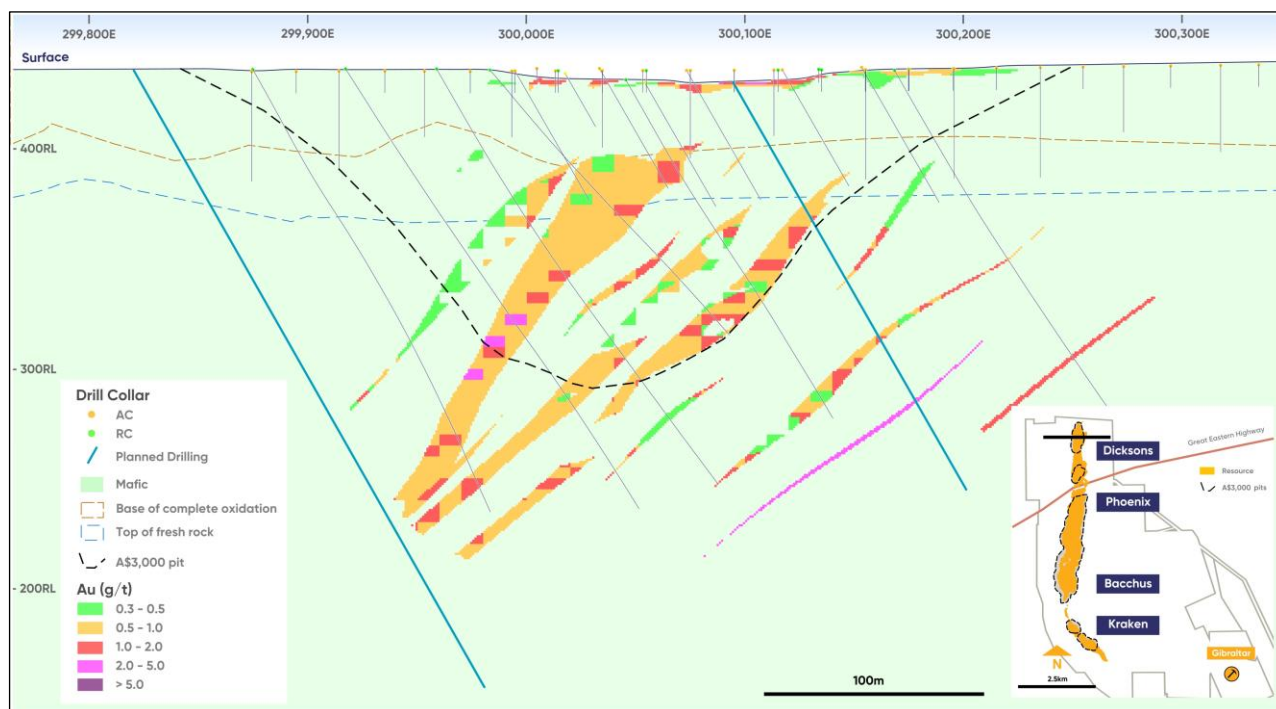 299,800E 299,900E 300,000E 300,100E 300,200E 300,300E
Surface
- 400RL
- 300RL
- 200RL
Drill Collar
AC
RC
Planned Drilling
Mafic
Base of complete oxidation
Top of fresh rock
A$3,000 pit
Au (g/t)
0.3 - 0.5
0.5 - 1.0
1.0 - 2.0
2.0 - 5.0
> 5.0
100m
Great Eastern Highway
Dicksons
Resource
A$3,000 pits
Phoenix
Bacchus
Kraken
Gibraltar
N
2.5km